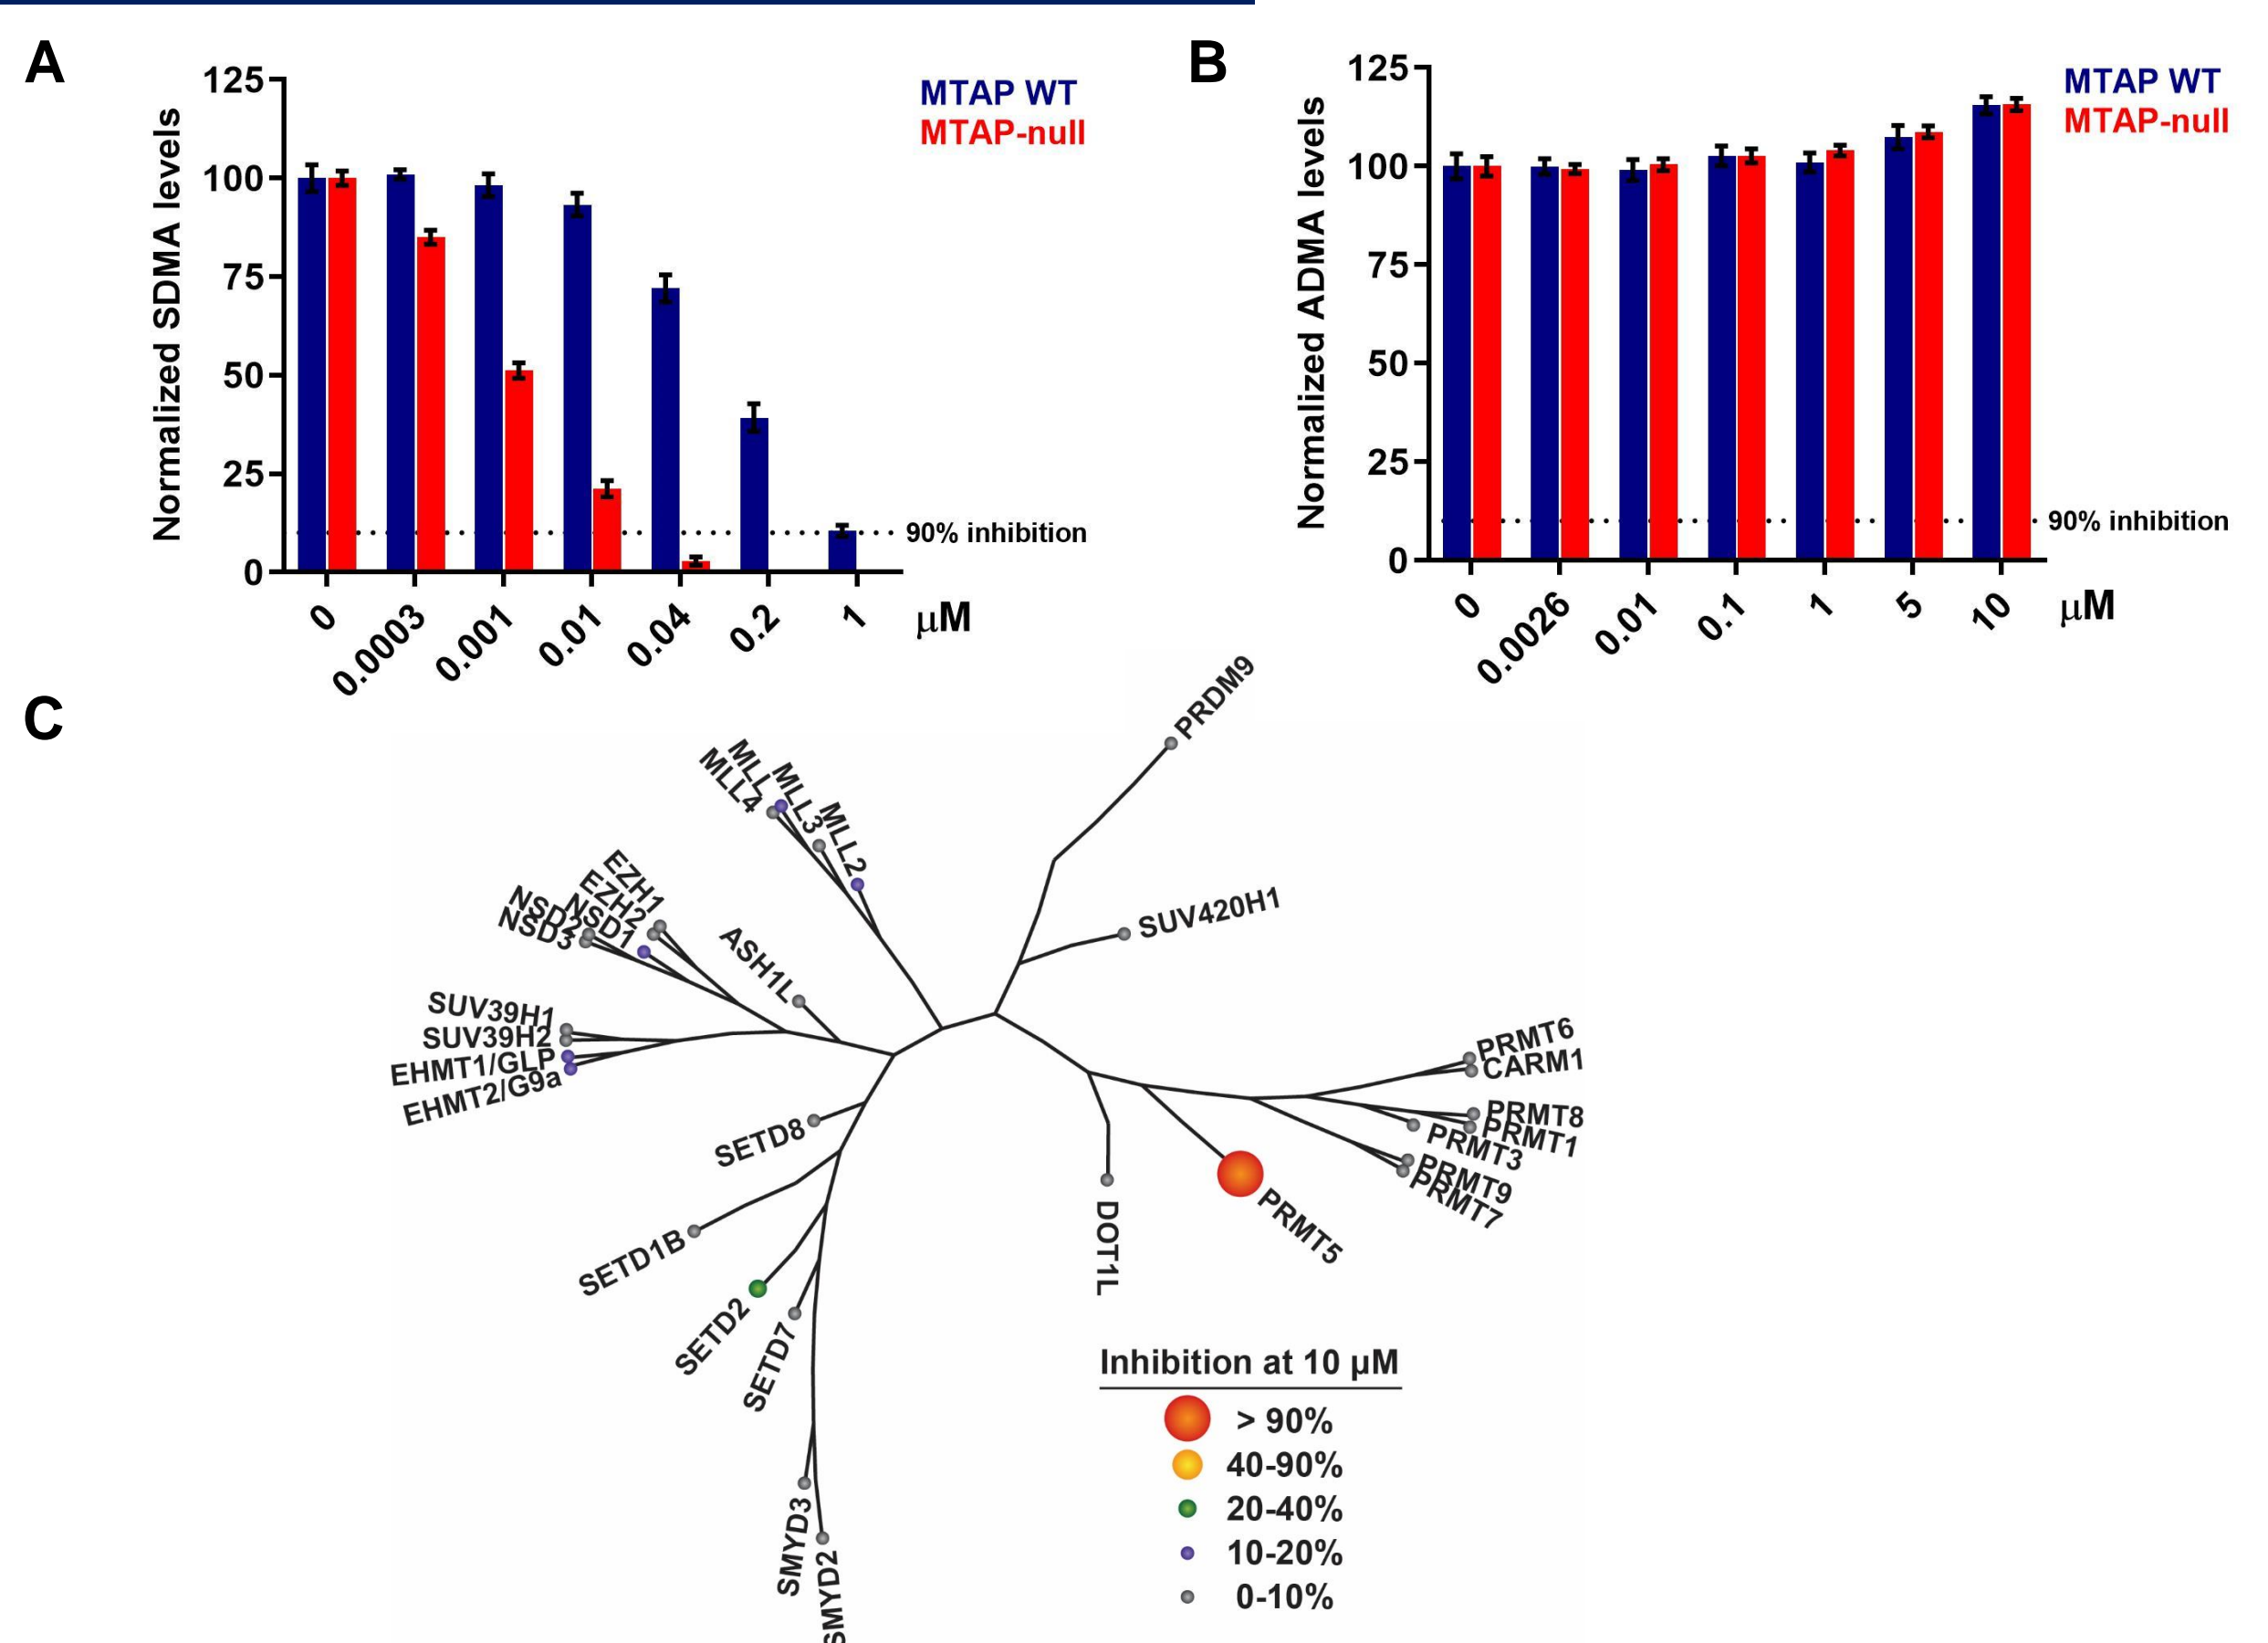 A
Normalized SDMA levels
125
100
75
50
25
0
MTAP WT
MTAP-null
90% inhibition
0
0.0003
0.001
0.01
0.04
0.2
1
μM
B
Normalized ADMA levels
125
100
75
50
25
0
MTAP WT
MTAP-null
90% inhibition
0
0.0026
0.01
0.1
1
5
10
μM
C
PRDM9
SUV420H1
MLL4
MLL
MLL3
MLL2
EZH1
EZH2
NSD1
NSD2
NSD3
ASH1L
SUV39H1
SUV39H2
EHMT1/GLP
EHMT2/G9a
SETD8
SETD1B
SETD2
SETD7
SMYD3
SMYD2
DOT1L
PRMT5
PRMT6
CARM1
PRMT8
PRMT1
PRMT3
PRMT9
PRMT7
Inhibition at 10 μM
> 90%
40-90%
20-40%
10-20%
0-10%